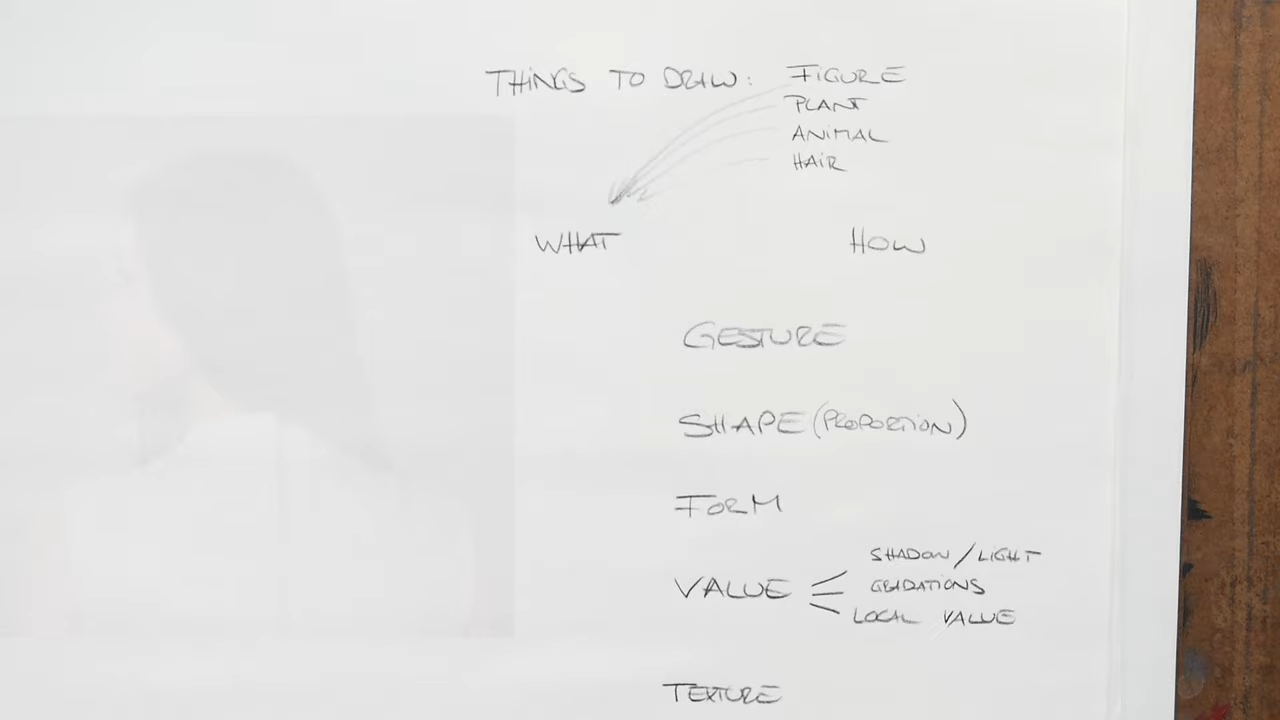 THINGS TO DRAW: FIGURE
PLANT
ANIMAL
HAIR
WHAT HOW
GESTURE
SHAPE (PROPORTION)
FORM
SHADOW / LIGHT
VALUE GRADATIONS
LOCAL VALUE
TEXTURE